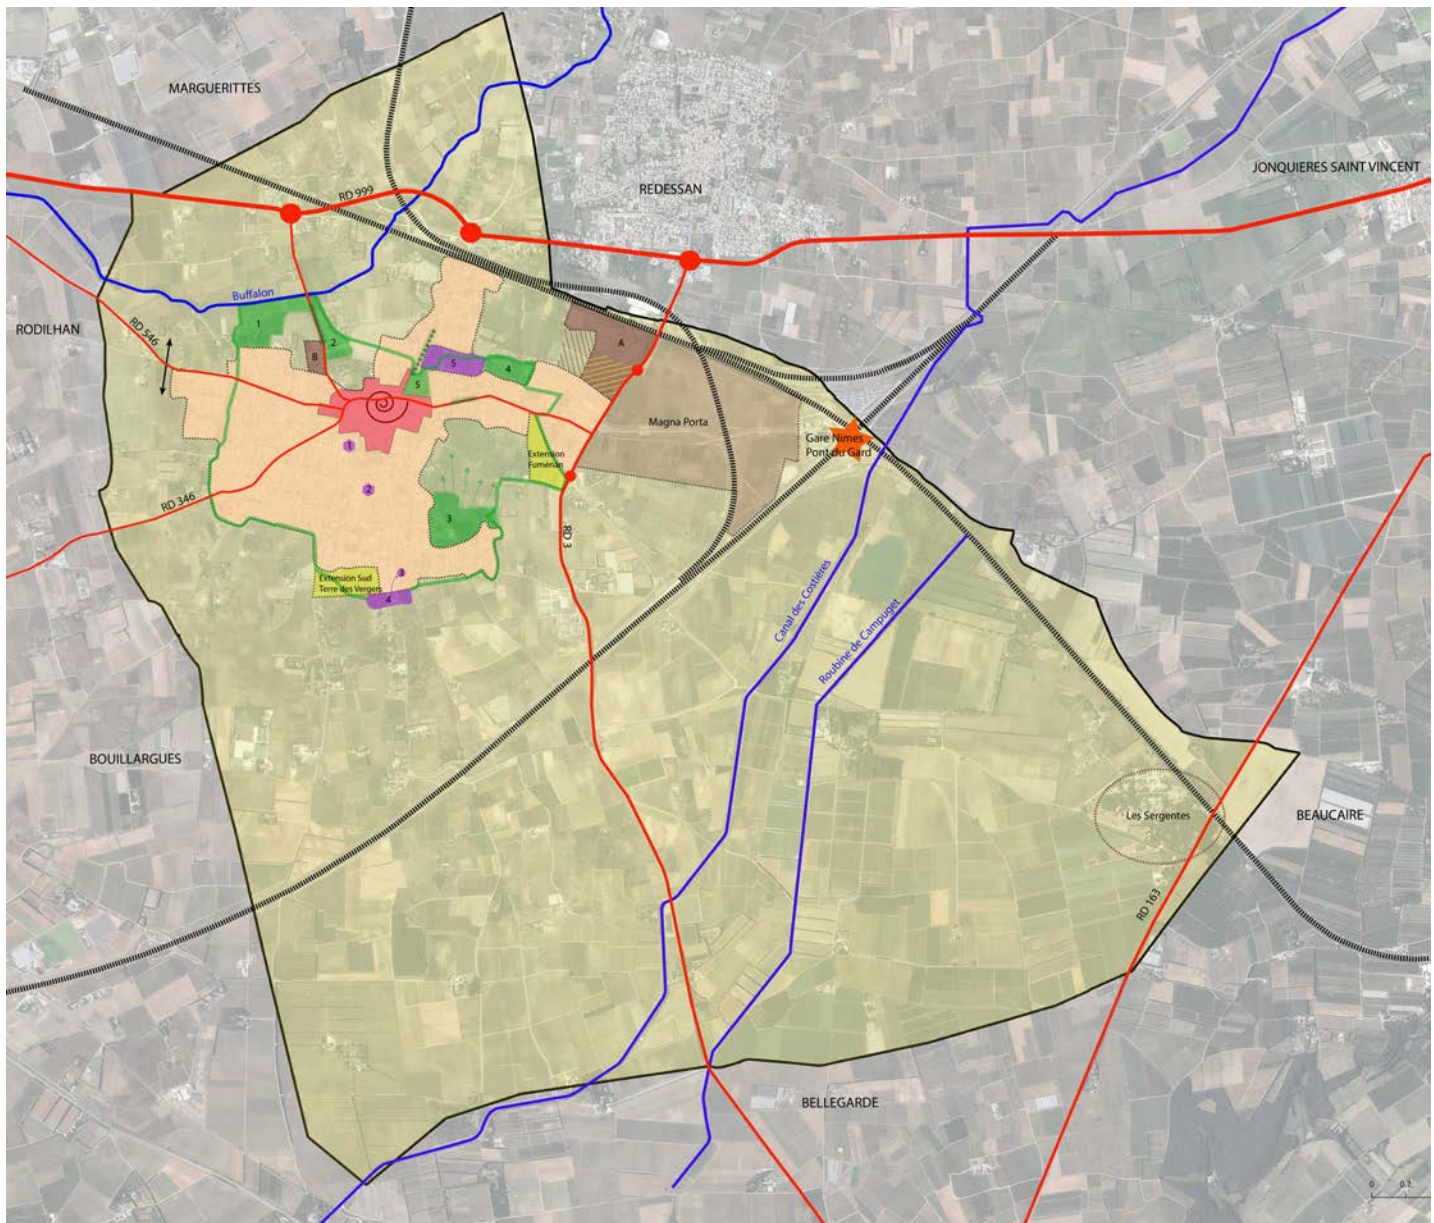 MARGUERITTES
JONQUIERES SAINT VINCENT
REDESSAN
RD 999
Buffalon
RODILHAN
RD 546
1
2
B
A
5
4
5
Magna Porta
Gare Nîmes
Pont du Gard
1
Extension
Fumérian
2
RD 346
3
RD 3
3
Extension Sud
Terre des Vergers
4
Canal des Costières
Roubine de Campuget
BOUILLARGUES
Les Sergentes
BEAUCAIRE
RD 163
BELLEGARDE
0 0.2